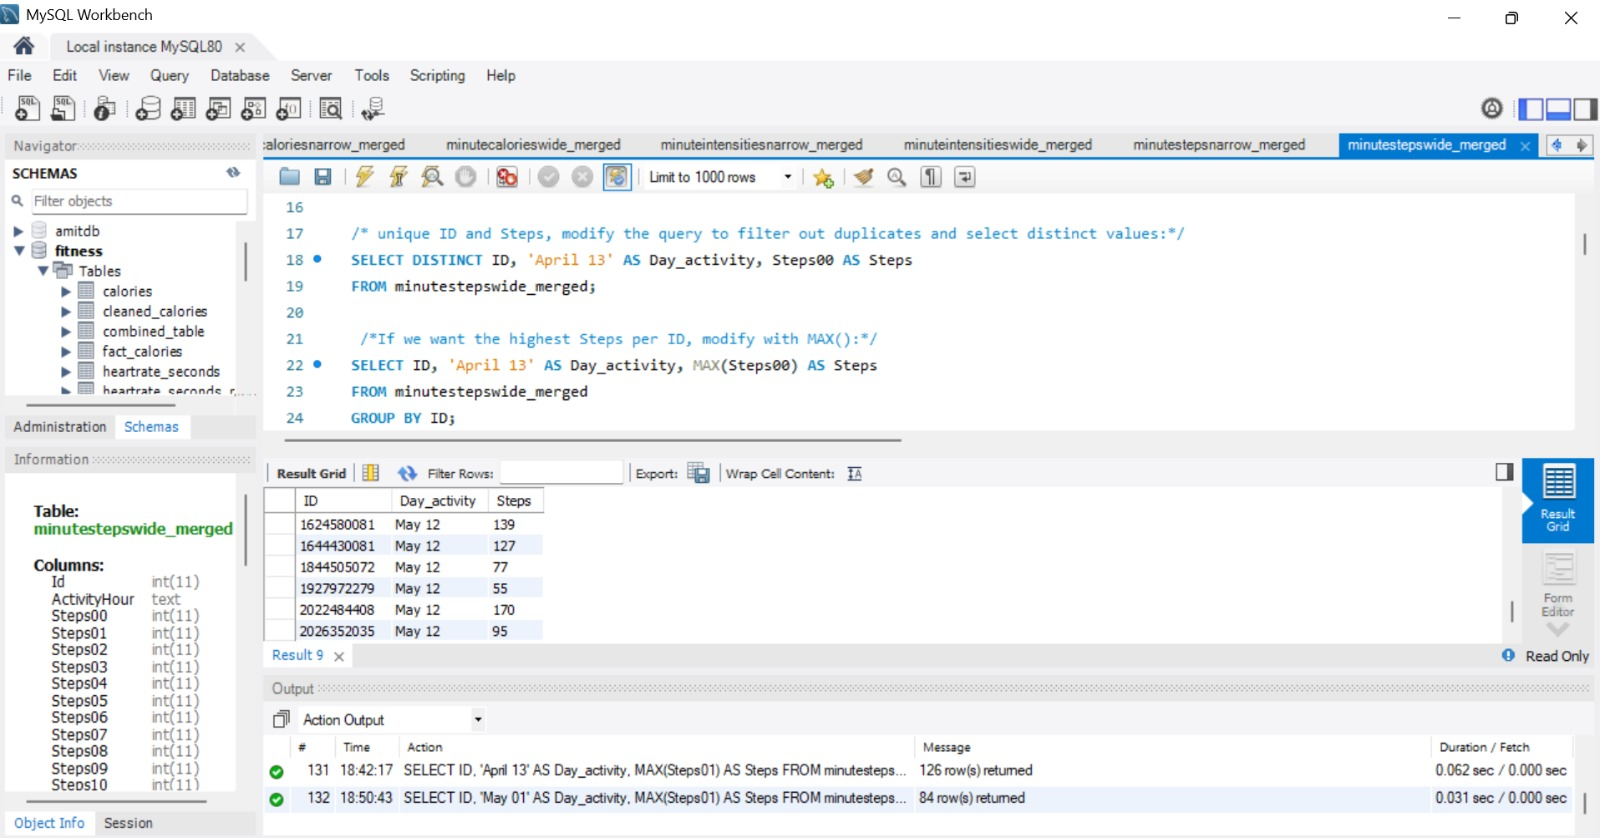 MySQL Workbench
Local instance MySQL80
File Edit View Query Database Server Tools Scripting Help
Navigator
SCHEMAS
Filter objects
amitdb
fitness
Tables
calories
cleaned_calories
combined_table
fact_calories
heartrate_seconds
Administration Schemas
Information
Table:
minutestepswide_merged
Columns:
Id int(11)
ActivityHour text
Steps00 int(11)
Steps01 int(11)
Steps02 int(11)
Steps03 int(11)
Steps04 int(11)
Steps05 int(11)
Steps06 int(11)
Steps07 int(11)
Steps08 int(11)
Steps09 int(11)
Steps10 int(11)
Object Info Session
aloriesnarrow_merged minutecalorieswide_merged minuteintensitiesnarrow_merged minuteintensitieswide_merged minutestepsnarrow_merged minutestepswide_merged
Limit to 1000 rows
16
17 /* unique ID and Steps, modify the query to filter out duplicates and select distinct values:*/
18 SELECT DISTINCT ID, 'April 13' AS Day_activity, Steps00 AS Steps
19 FROM minutestepswide_merged;
20
21 /*If we want the highest Steps per ID, modify with MAX():*/
22 SELECT ID, 'April 13' AS Day_activity, MAX(Steps00) AS Steps
23 FROM minutestepswide_merged
24 GROUP BY ID;
Result Grid Filter Rows: Export: Wrap Cell Content:
ID Day_activity Steps
1624580081 May 12 139
1644430081 May 12 127
1844505072 May 12 77
1927972279 May 12 55
2022484408 May 12 170
2026352035 May 12 95
Result Grid
Form Editor
Result 9
Read Only
Output
Action Output
# Time Action Message Duration / Fetch
131 18:42:17 SELECT ID, 'April 13' AS Day_activity, MAX(Steps01) AS Steps FROM minutesteps... 126 row(s) returned 0.062 sec / 0.000 sec
132 18:50:43 SELECT ID, 'May 01' AS Day_activity, MAX(Steps01) AS Steps FROM minutesteps... 84 row(s) returned 0.031 sec / 0.000 sec